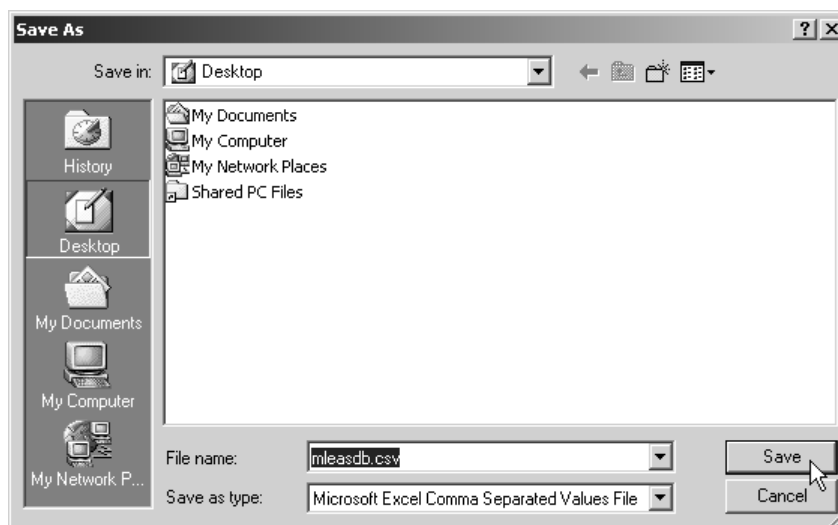 Save As
Save in: Desktop
My Documents
My Computer
My Network Places
Shared PC Files
History
Desktop
My Documents
My Computer
My Network P...
File name: mleasdb.csv
Save
Save as type: Microsoft Excel Comma Separated Values File
Cancel